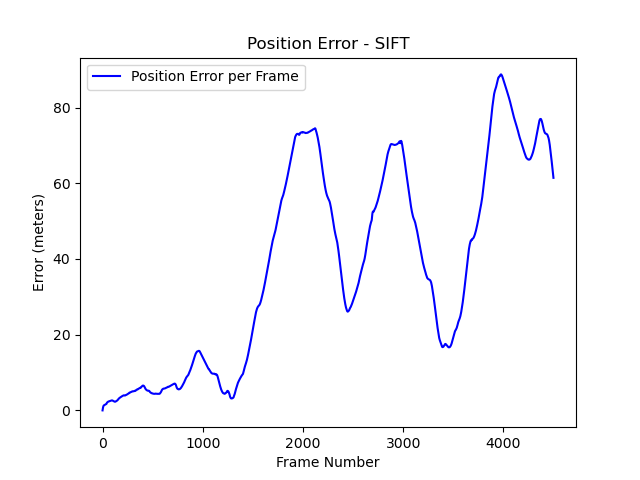 Position Error - SIFT
Position Error per Frame
Error (meters)
80
60
40
20
0
0 1000 2000 3000 4000
Frame Number